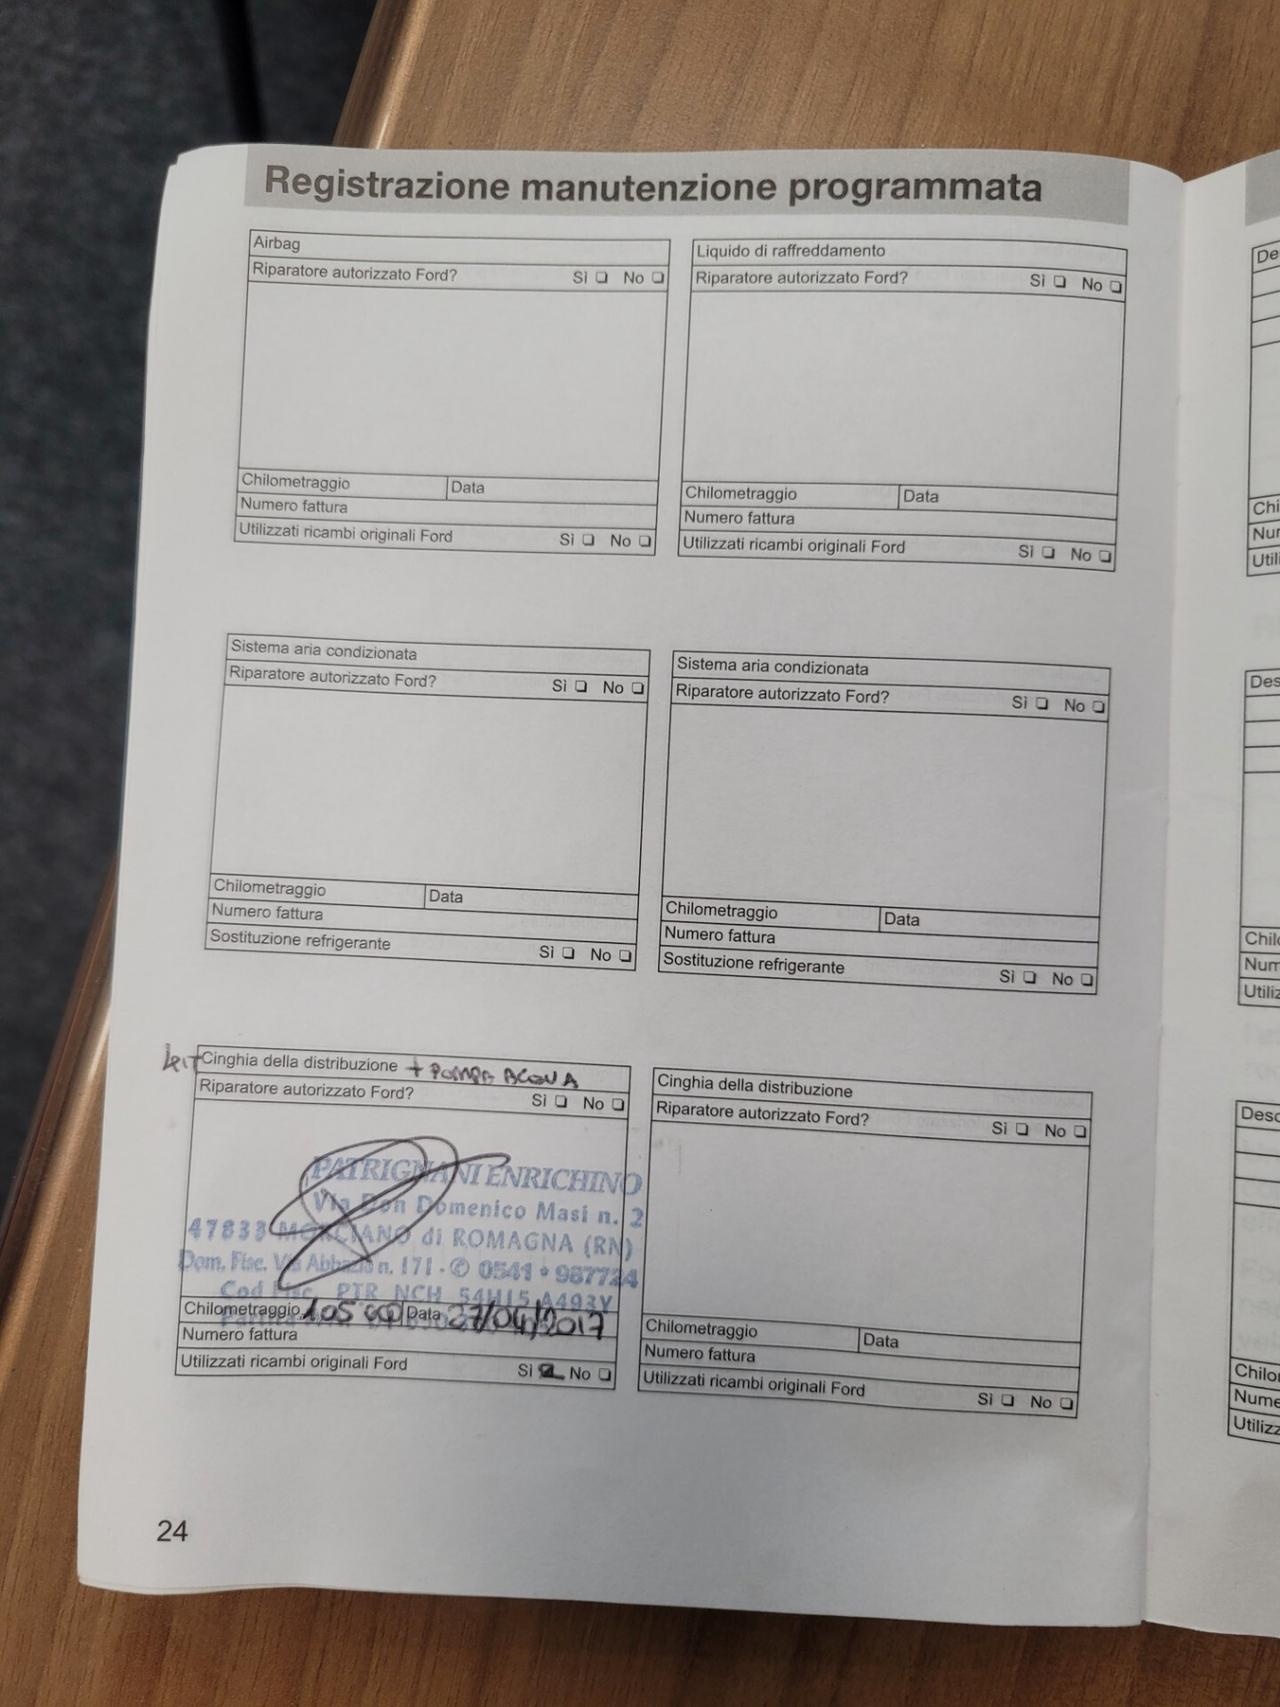 Registrazione manutenzione programmata
Airbag
Riparatore autorizzato Ford? Sì ❏ No ❏
Chilometraggio Data
Numero fattura
Utilizzati ricambi originali Ford Sì ❏ No ❏
Liquido di raffreddamento
Riparatore autorizzato Ford? Sì ❏ No ❏
Chilometraggio Data
Numero fattura
Utilizzati ricambi originali Ford Sì ❏ No ❏
Sistema aria condizionata
Riparatore autorizzato Ford? Sì ❏ No ❏
Chilometraggio Data
Numero fattura
Sostituzione refrigerante Sì ❏ No ❏
Sistema aria condizionata
Riparatore autorizzato Ford? Sì ❏ No ❏
Chilometraggio Data
Numero fattura
Sostituzione refrigerante Sì ❏ No ❏
KIT Cinghia della distribuzione + POMPA ACQUA
Riparatore autorizzato Ford? Sì ❏ No ❏
PATRIGNANI ENRICHINO
Via Don Domenico Masi n. 2
47833 MORCIANO di ROMAGNA (RN)
Dom. Fisc. Via Abbazia n. 171 - ✆ 0541 • 987724
Cod. Fisc. PTR NCH 54H15 A493Y
Chilometraggio 105 000 Data 27/04/2017
Numero fattura
Utilizzati ricambi originali Ford Sì No ❏
Cinghia della distribuzione
Riparatore autorizzato Ford? Sì ❏ No ❏
Chilometraggio Data
Numero fattura
Utilizzati ricambi originali Ford Sì ❏ No ❏
24